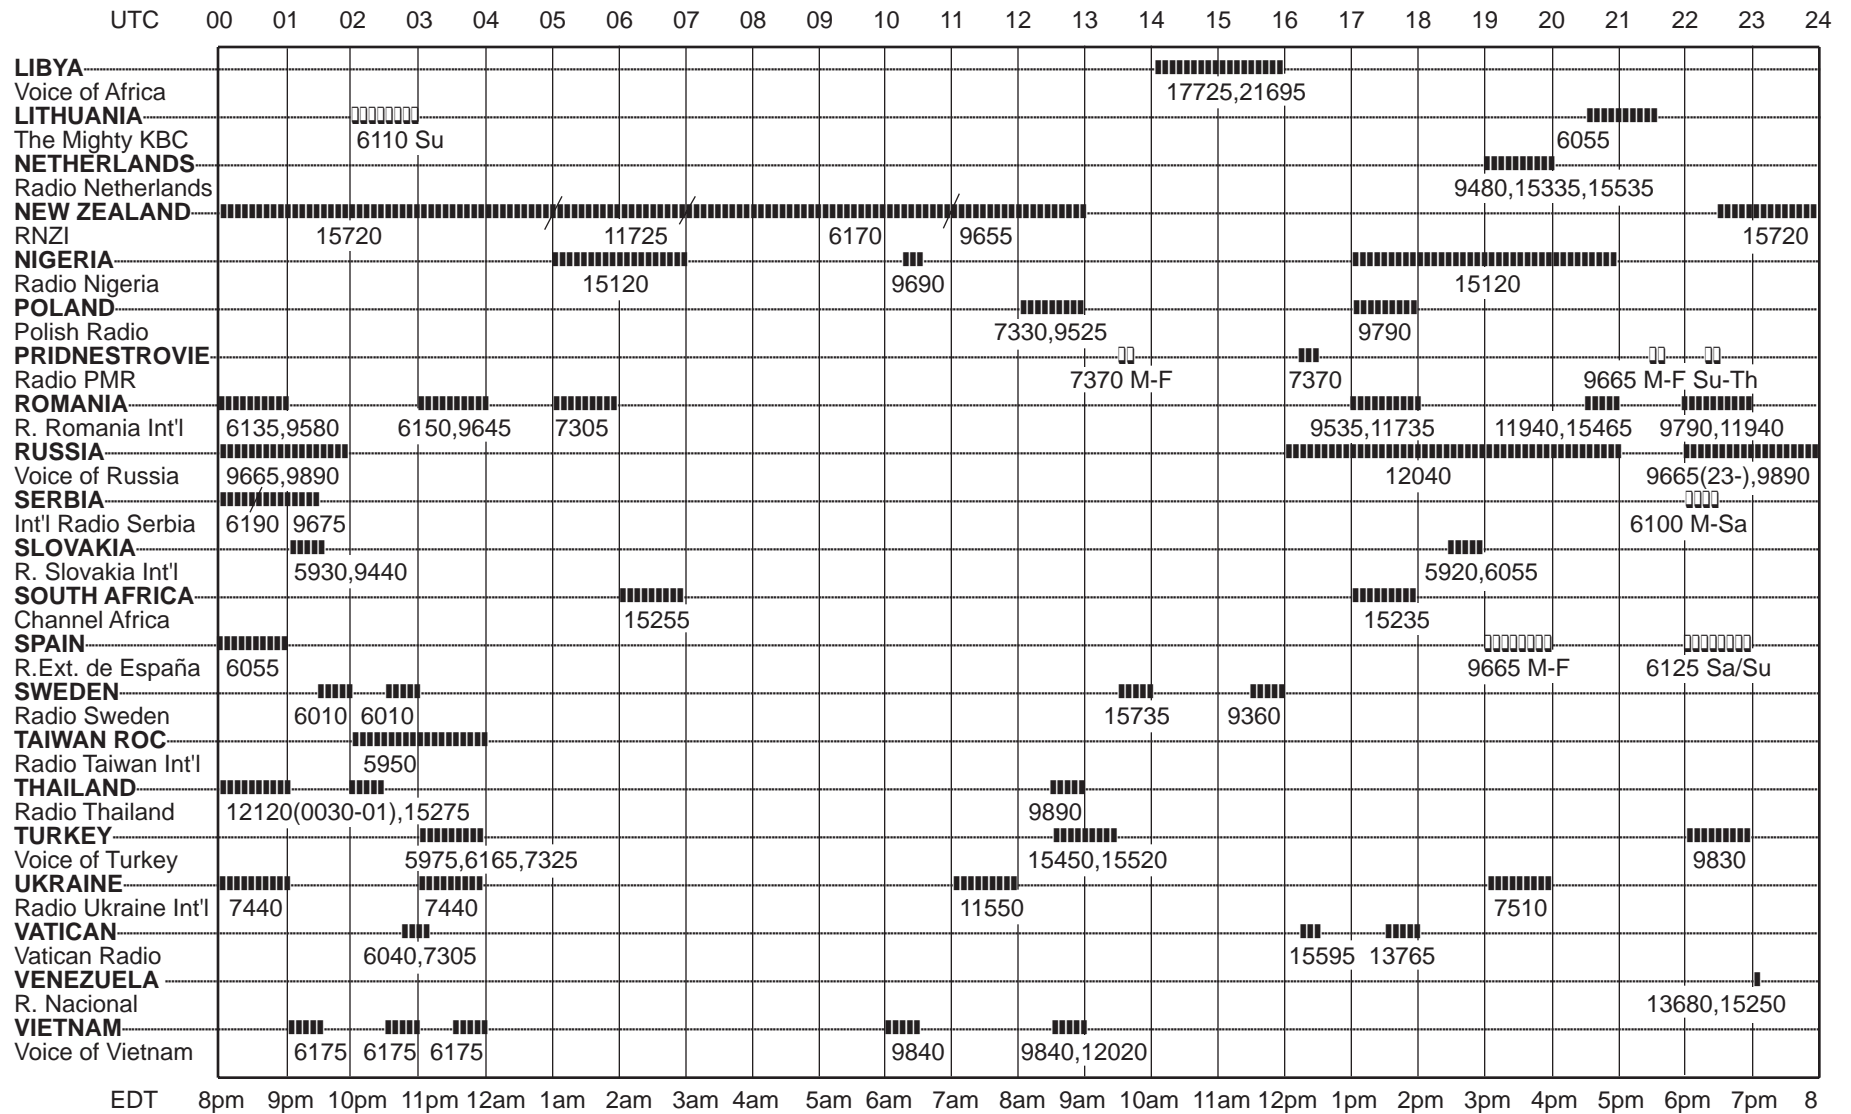 UTC 00 01 02 03 04 05 06 07 08 09 10 11 12 13 14 15 16 17 18 19 20 21 22 23 24
LIBYA
Voice of Africa 17725,21695
LITHUANIA
The Mighty KBC 6110 Su 6055
NETHERLANDS
Radio Netherlands 9480,15335,15535
NEW ZEALAND
RNZI 15720 11725 6170 9655 15720
NIGERIA
Radio Nigeria 15120 9690 15120
POLAND
Polish Radio 7330,9525 9790
PRIDNESTROVIE
Radio PMR 7370 M-F 7370 9665 M-F Su-Th
ROMANIA
R. Romania Int'l 6135,9580 6150,9645 7305 9535,11735 11940,15465 9790,11940
RUSSIA
Voice of Russia 9665,9890 12040 9665(23-),9890
SERBIA
Int'l Radio Serbia 6190 9675 6100 M-Sa
SLOVAKIA
R. Slovakia Int'l 5930,9440 5920,6055
SOUTH AFRICA
Channel Africa 15255 15235
SPAIN
R.Ext. de España 6055 9665 M-F 6125 Sa/Su
SWEDEN
Radio Sweden 6010 6010 15735 9360
TAIWAN ROC
Radio Taiwan Int'l 5950
THAILAND
Radio Thailand 12120(0030-01),15275 9890
TURKEY
Voice of Turkey 5975,6165,7325 15450,15520 9830
UKRAINE
Radio Ukraine Int'l 7440 7440 11550 7510
VATICAN
Vatican Radio 6040,7305 15595 13765
VENEZUELA
R. Nacional 13680,15250
VIETNAM
Voice of Vietnam 6175 6175 6175 9840 9840,12020
EDT 8pm 9pm 10pm 11pm 12am 1am 2am 3am 4am 5am 6am 7am 8am 9am 10am 11am 12pm 1pm 2pm 3pm 4pm 5pm 6pm 7pm 8